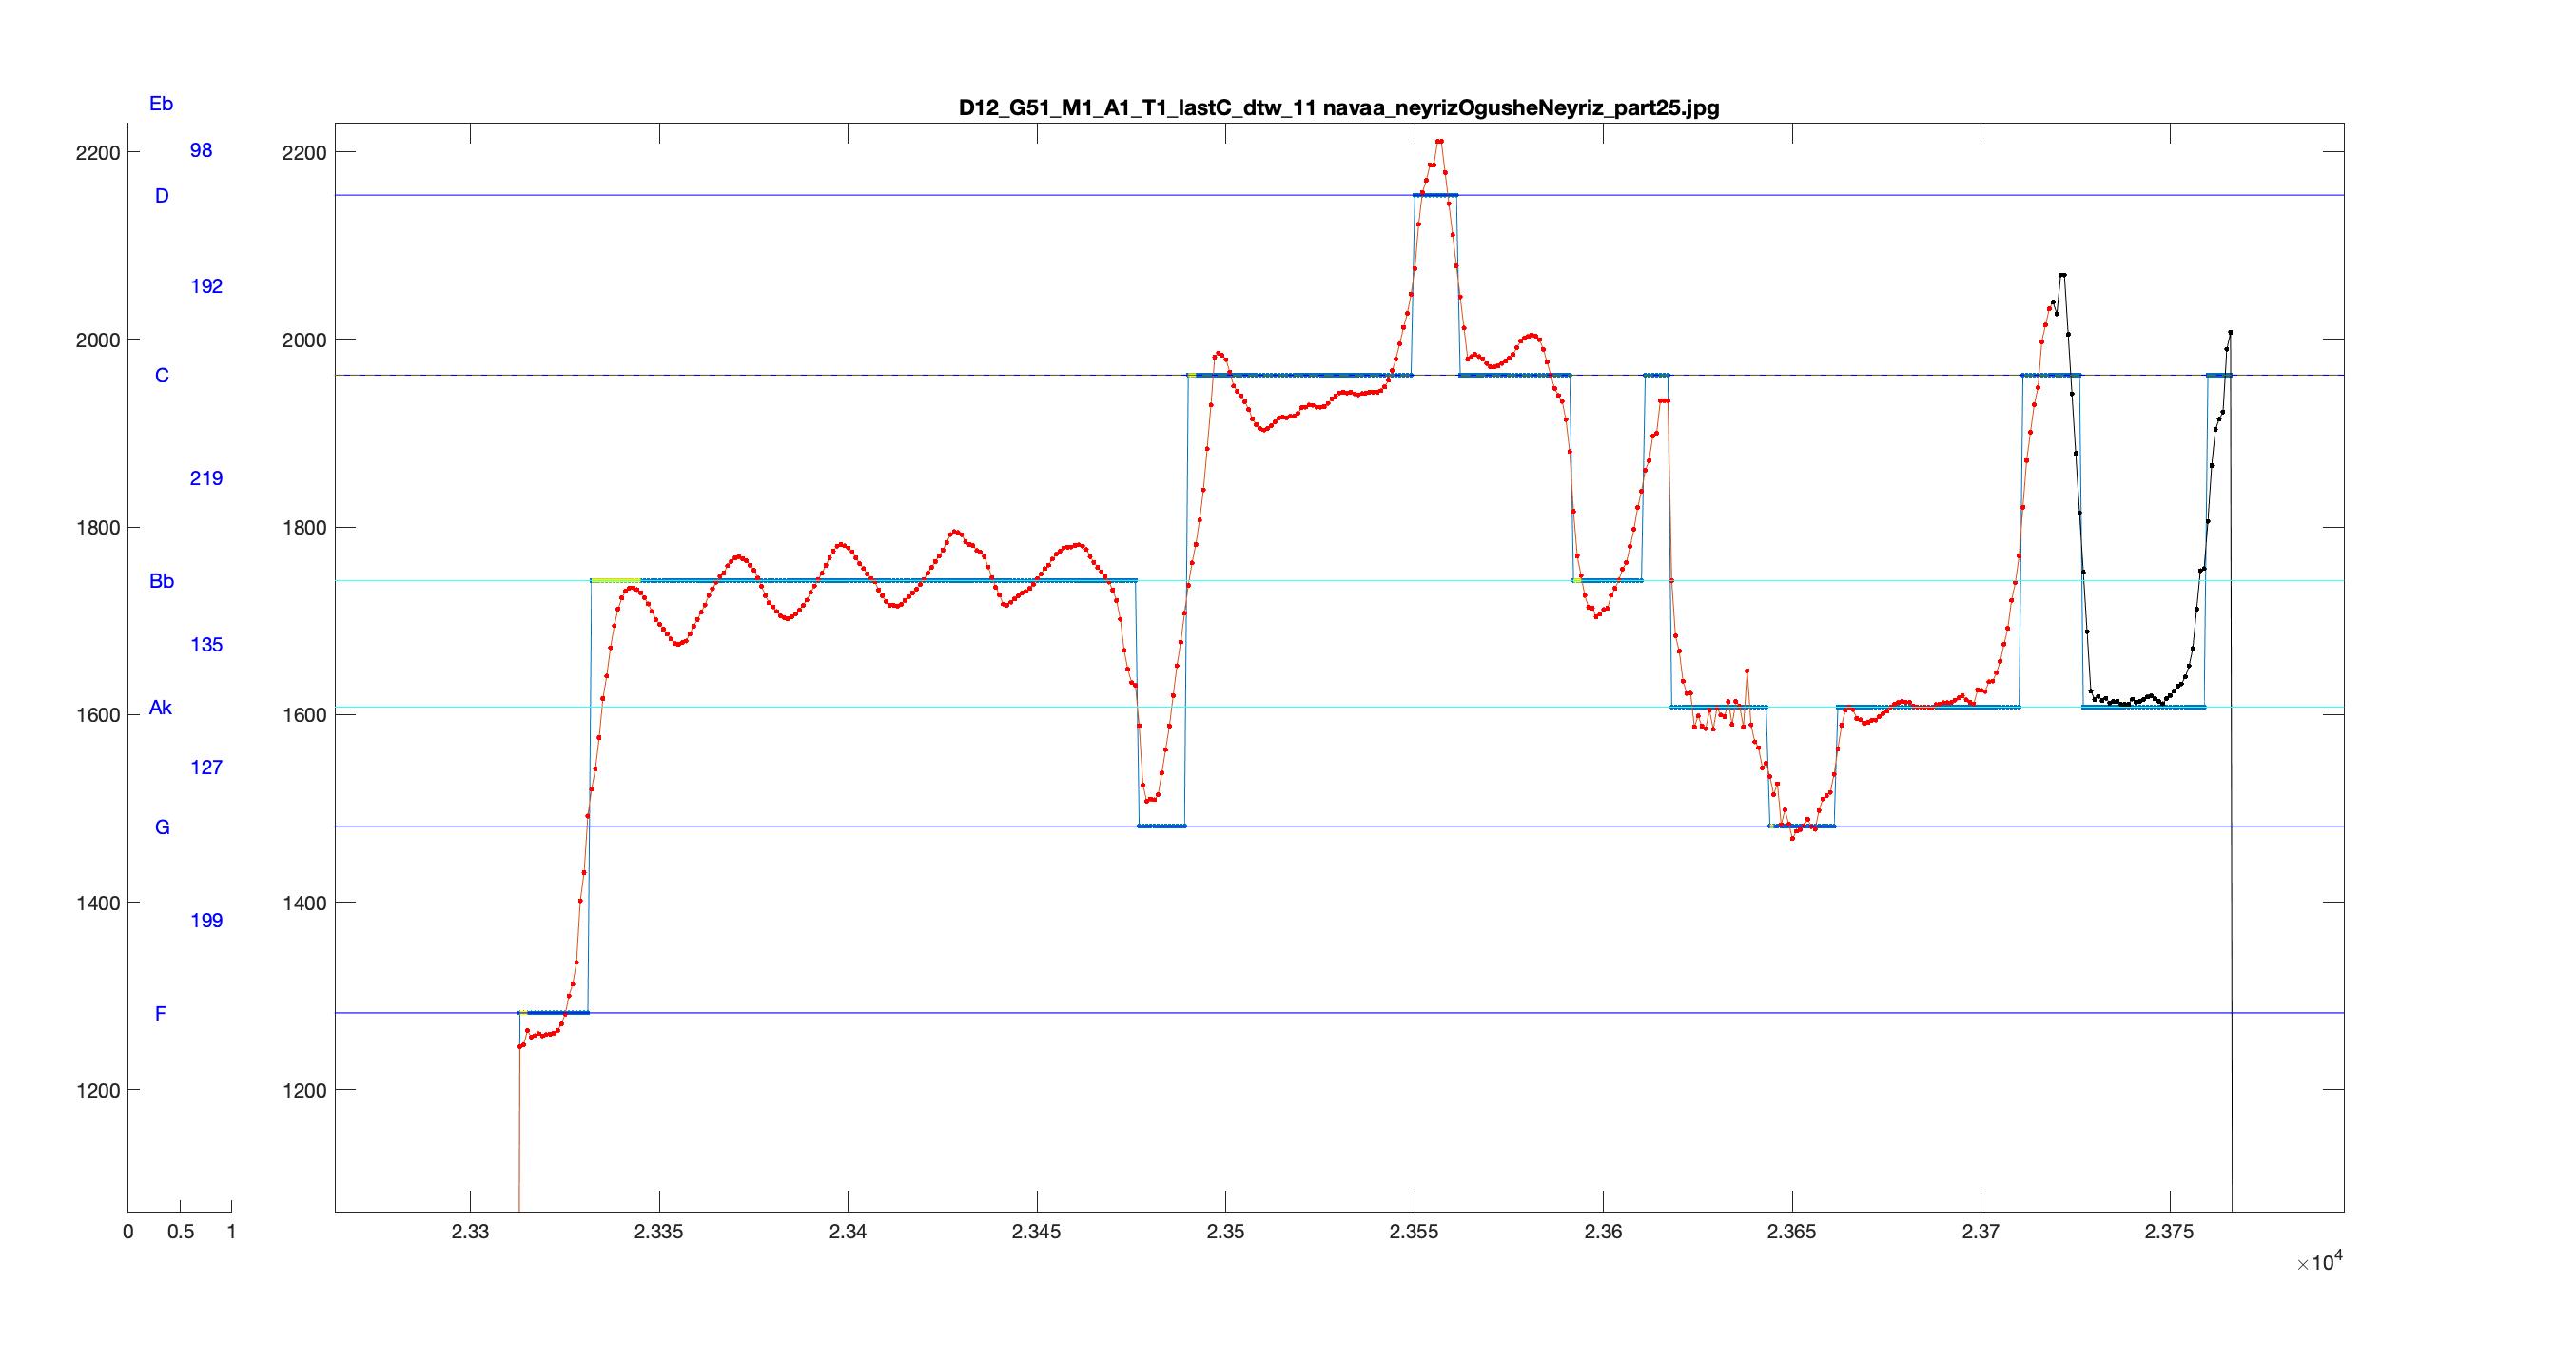 D12_G51_M1_A1_T1_lastC_dtw_11 navaa_neyrizOgusheNeyriz_part25.jpg
Eb
2200 98 2200
D
192
2000 2000
C
219
1800 1800
Bb
135
Ak
1600 1600
127
G
199
1400 1400
F
1200 1200
0 0.5 1 2.33 2.335 2.34 2.345 2.35 2.355 2.36 2.365 2.37 2.375
×10^4